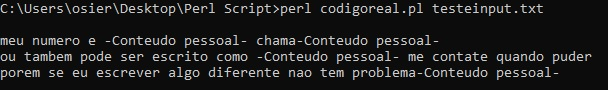 C:\Users\osier\Desktop\Perl Script>perl codigoreal.pl testeinput.txt
meu numero e -Conteudo pessoal- chama-Conteudo pessoal-
ou tambem pode ser escrito como -Conteudo pessoal- me contate quando puder
porem se eu escrever algo diferente nao tem problema-Conteudo pessoal-